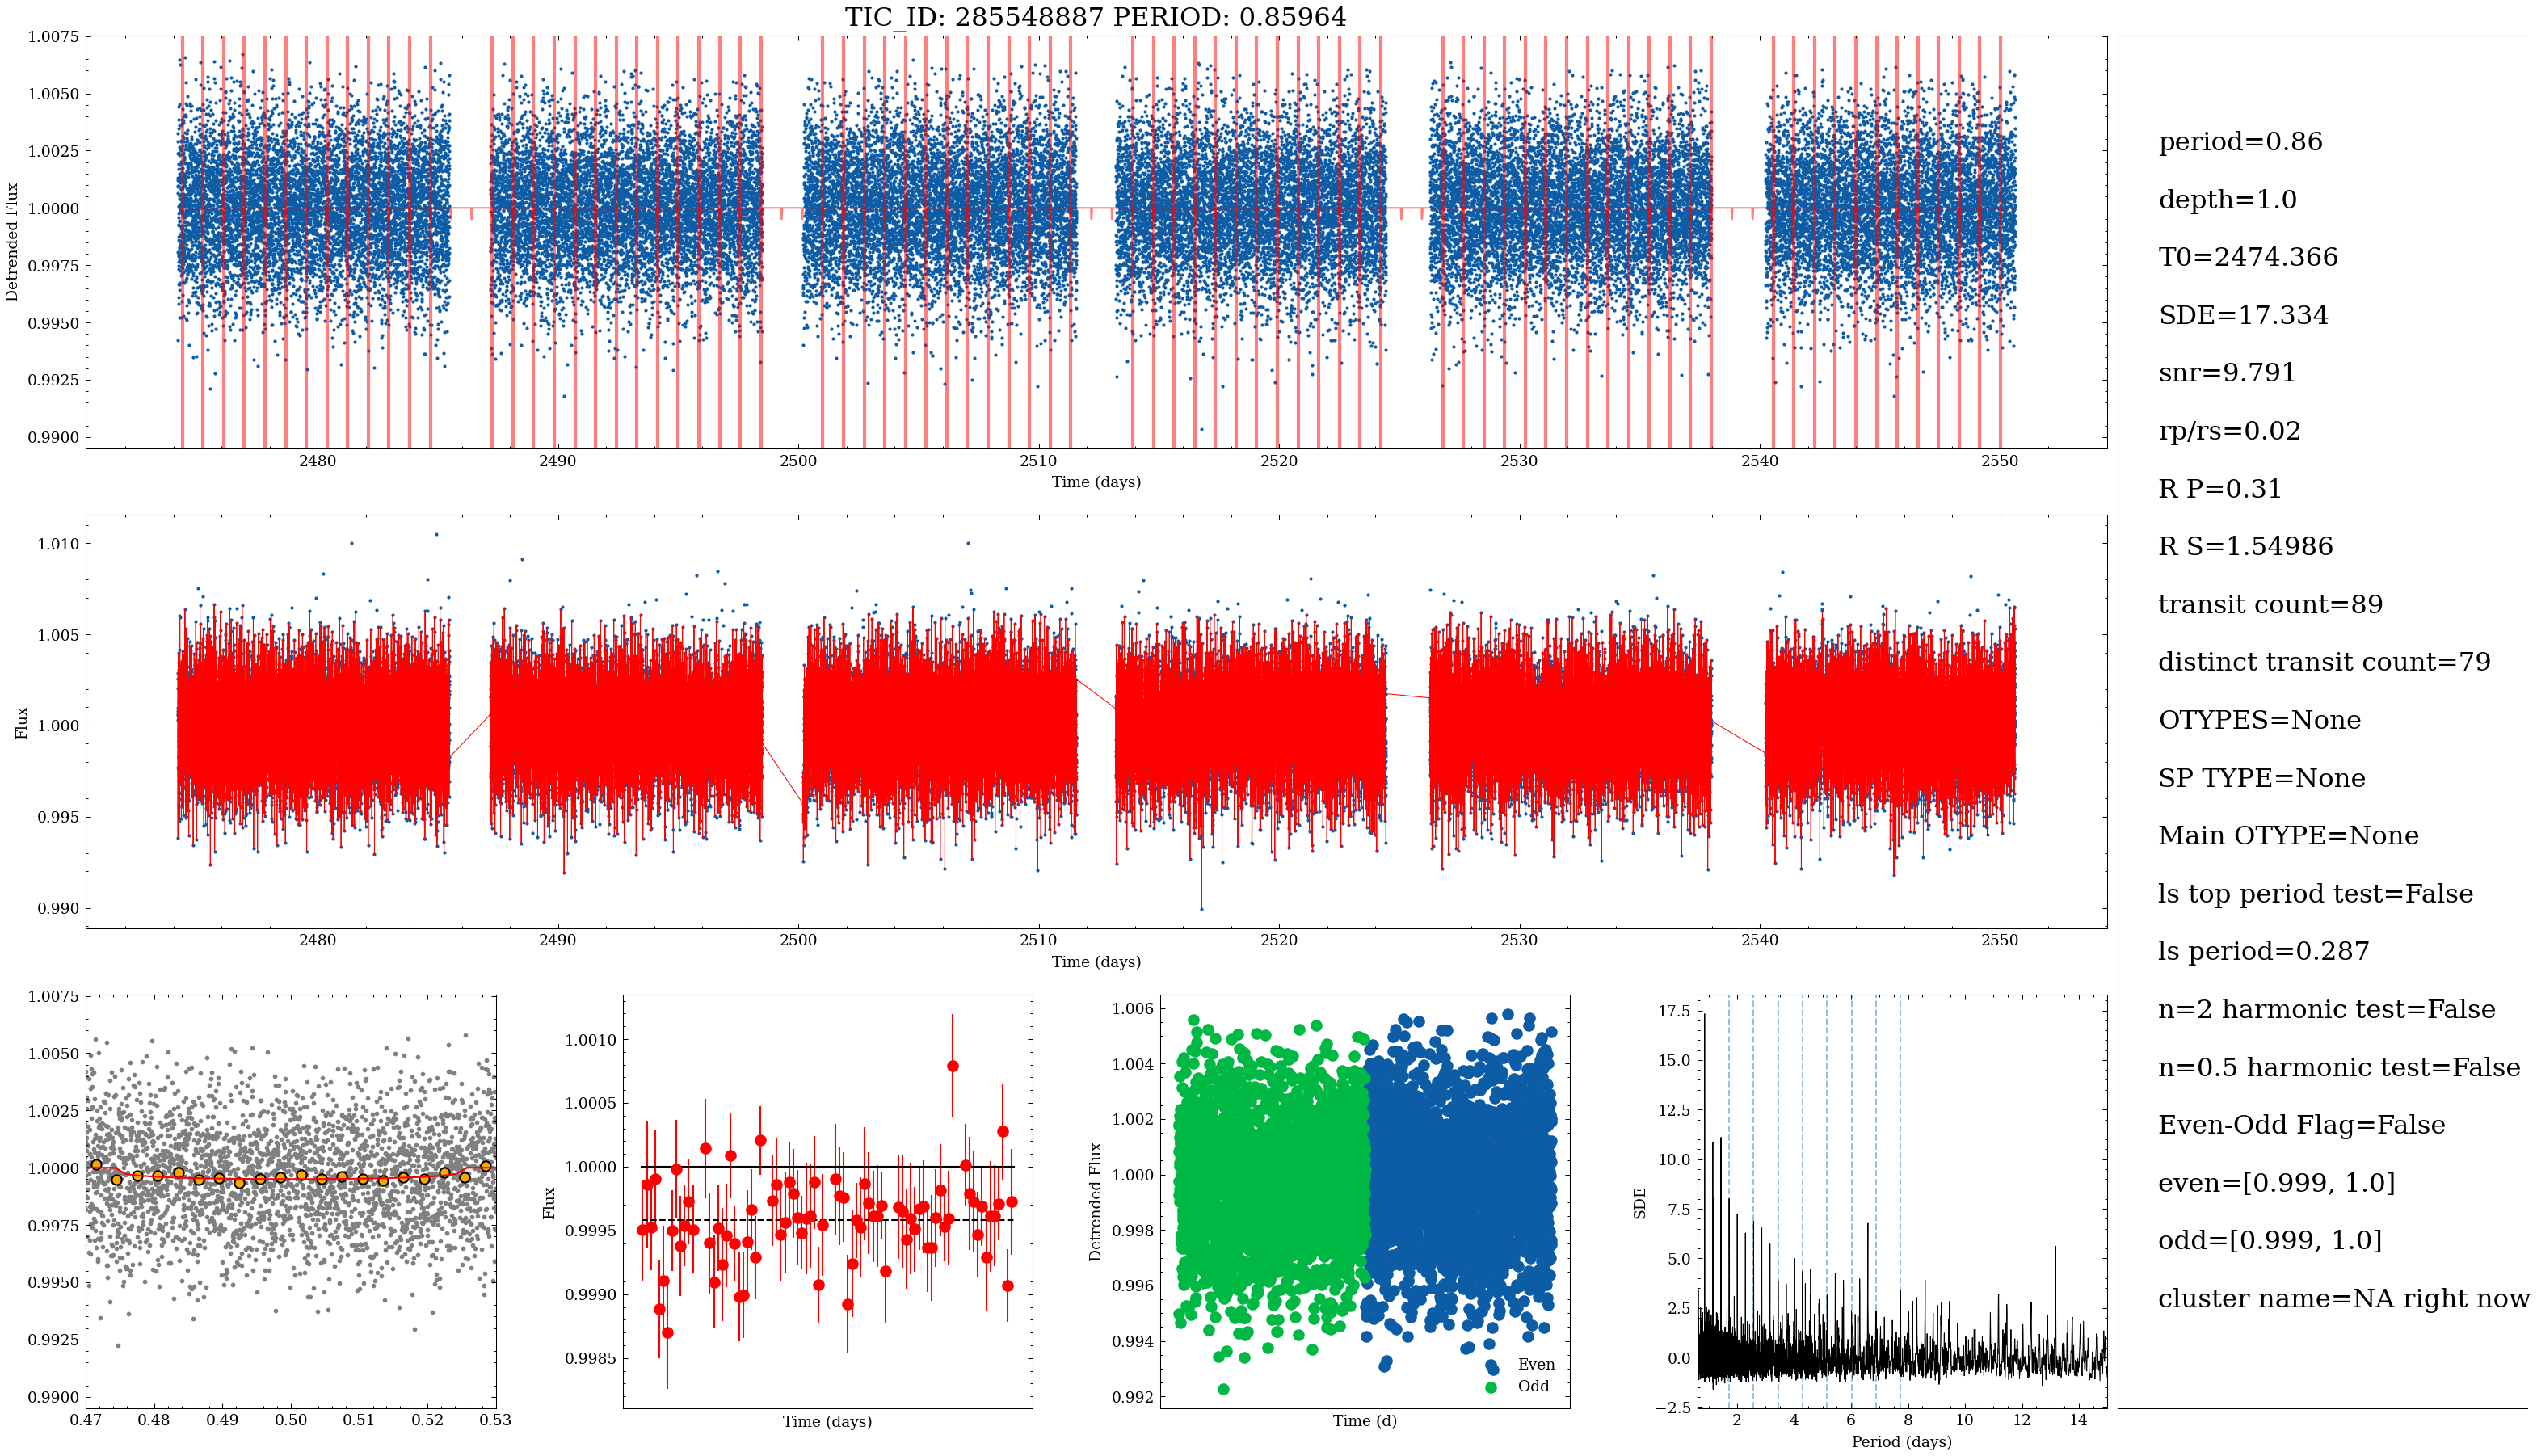 TIC_ID: 285548887 PERIOD: 0.85964
1.0075
1.0050
1.0025
1.0000
0.9975
0.9950
0.9925
0.9900
Detrended Flux
2480 2490 2500 2510 2520 2530 2540 2550
Time (days)
1.010
1.005
1.000
0.995
0.990
Flux
2480 2490 2500 2510 2520 2530 2540 2550
Time (days)
1.0075
1.0050
1.0025
1.0000
0.9975
0.9950
0.9925
0.9900
0.47 0.48 0.49 0.50 0.51 0.52 0.53
1.0010
1.0005
1.0000
0.9995
0.9990
0.9985
Flux
Time (days)
1.006
1.004
1.002
1.000
0.998
0.996
0.994
0.992
Detrended Flux
Even
Odd
Time (d)
17.5
15.0
12.5
10.0
7.5
5.0
2.5
0.0
−2.5
SDE
2 4 6 8 10 12 14
Period (days)
period=0.86
depth=1.0
T0=2474.366
SDE=17.334
snr=9.791
rp/rs=0.02
R P=0.31
R S=1.54986
transit count=89
distinct transit count=79
OTYPES=None
SP TYPE=None
Main OTYPE=None
ls top period test=False
ls period=0.287
n=2 harmonic test=False
n=0.5 harmonic test=False
Even-Odd Flag=False
even=[0.999, 1.0]
odd=[0.999, 1.0]
cluster name=NA right now